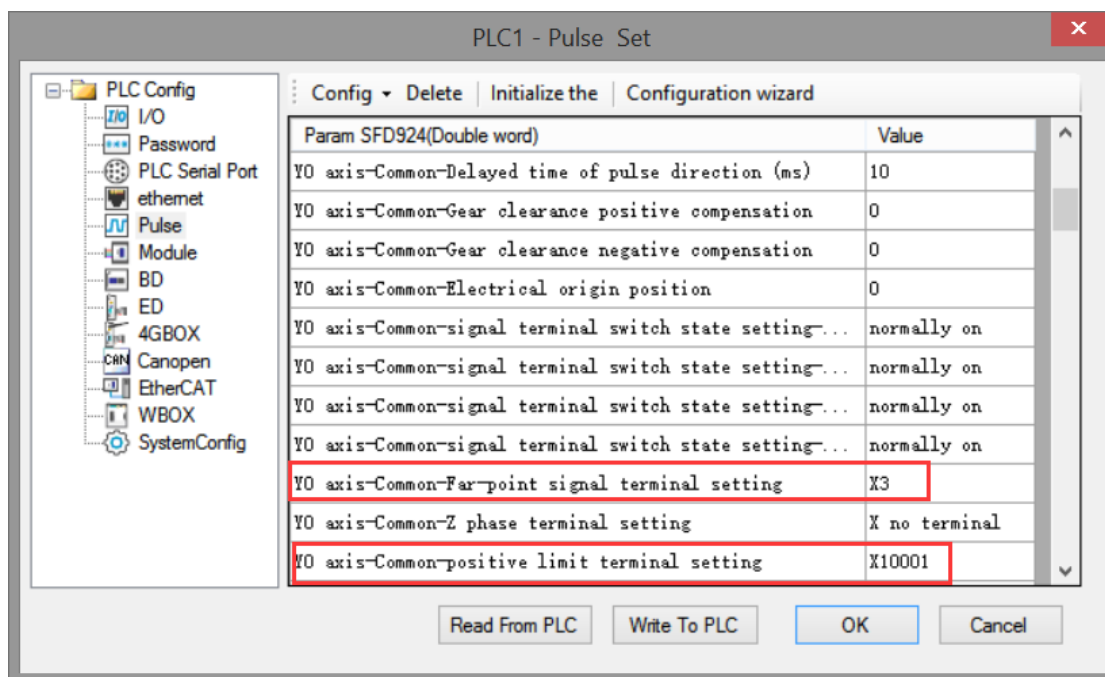 PLC1 - Pulse Set
PLC Config
I/O
I/O
Password
PLC Serial Port
ethernet
Pulse
Module
BD
ED
4GBOX
CAN
Canopen
EtherCAT
WBOX
SystemConfig
Config Delete Initialize the Configuration wizard
Param SFD924(Double word) Value
Y0 axis-Common-Delayed time of pulse direction (ms) 10
Y0 axis-Common-Gear clearance positive compensation 0
Y0 axis-Common-Gear clearance negative compensation 0
Y0 axis-Common-Electrical origin position 0
Y0 axis-Common-signal terminal switch state setting-... normally on
Y0 axis-Common-signal terminal switch state setting-... normally on
Y0 axis-Common-signal terminal switch state setting-... normally on
Y0 axis-Common-signal terminal switch state setting-... normally on
Y0 axis-Common-Far-point signal terminal setting X3
Y0 axis-Common-Z phase terminal setting X no terminal
Y0 axis-Common-positive limit terminal setting X10001
Read From PLC Write To PLC OK Cancel